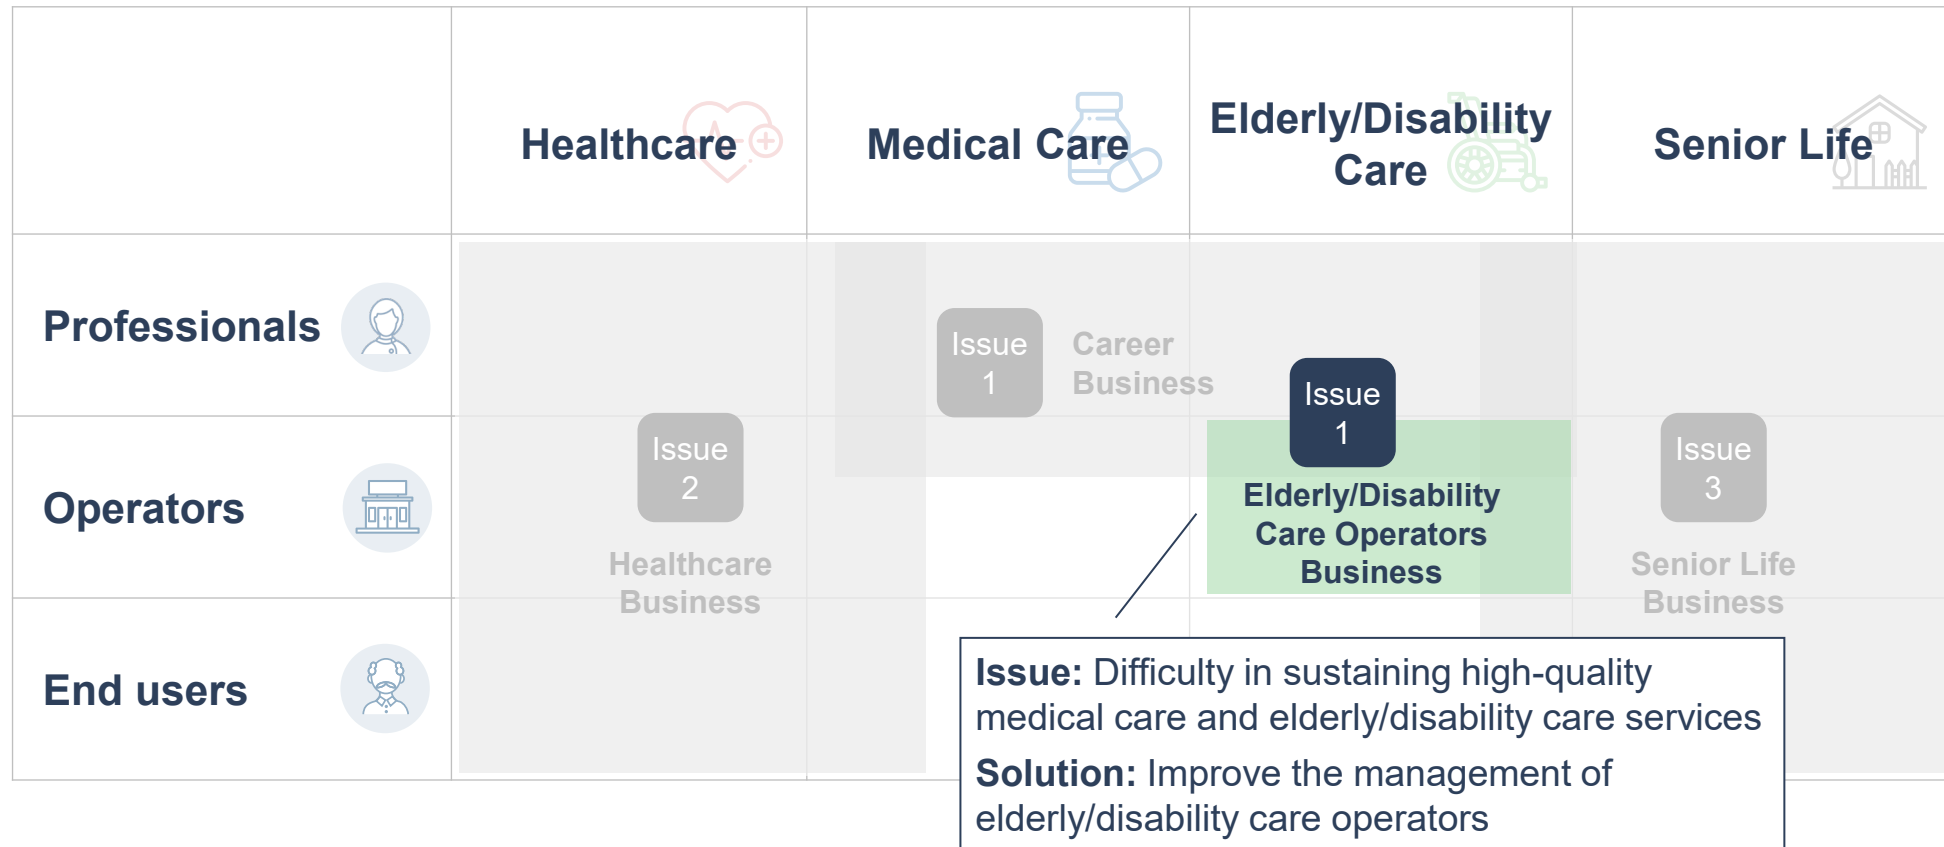 Healthcare
Medical Care
Elderly/Disability
Care
Senior Life
Professionals
Issue
1
Career
Business
Issue
1
Operators
Issue
2
Healthcare
Business
Elderly/Disability
Care Operators
Business
Issue
3
Senior Life
Business
End users
Issue: Difficulty in sustaining high-quality
medical care and elderly/disability care services
Solution: Improve the management of
elderly/disability care operators